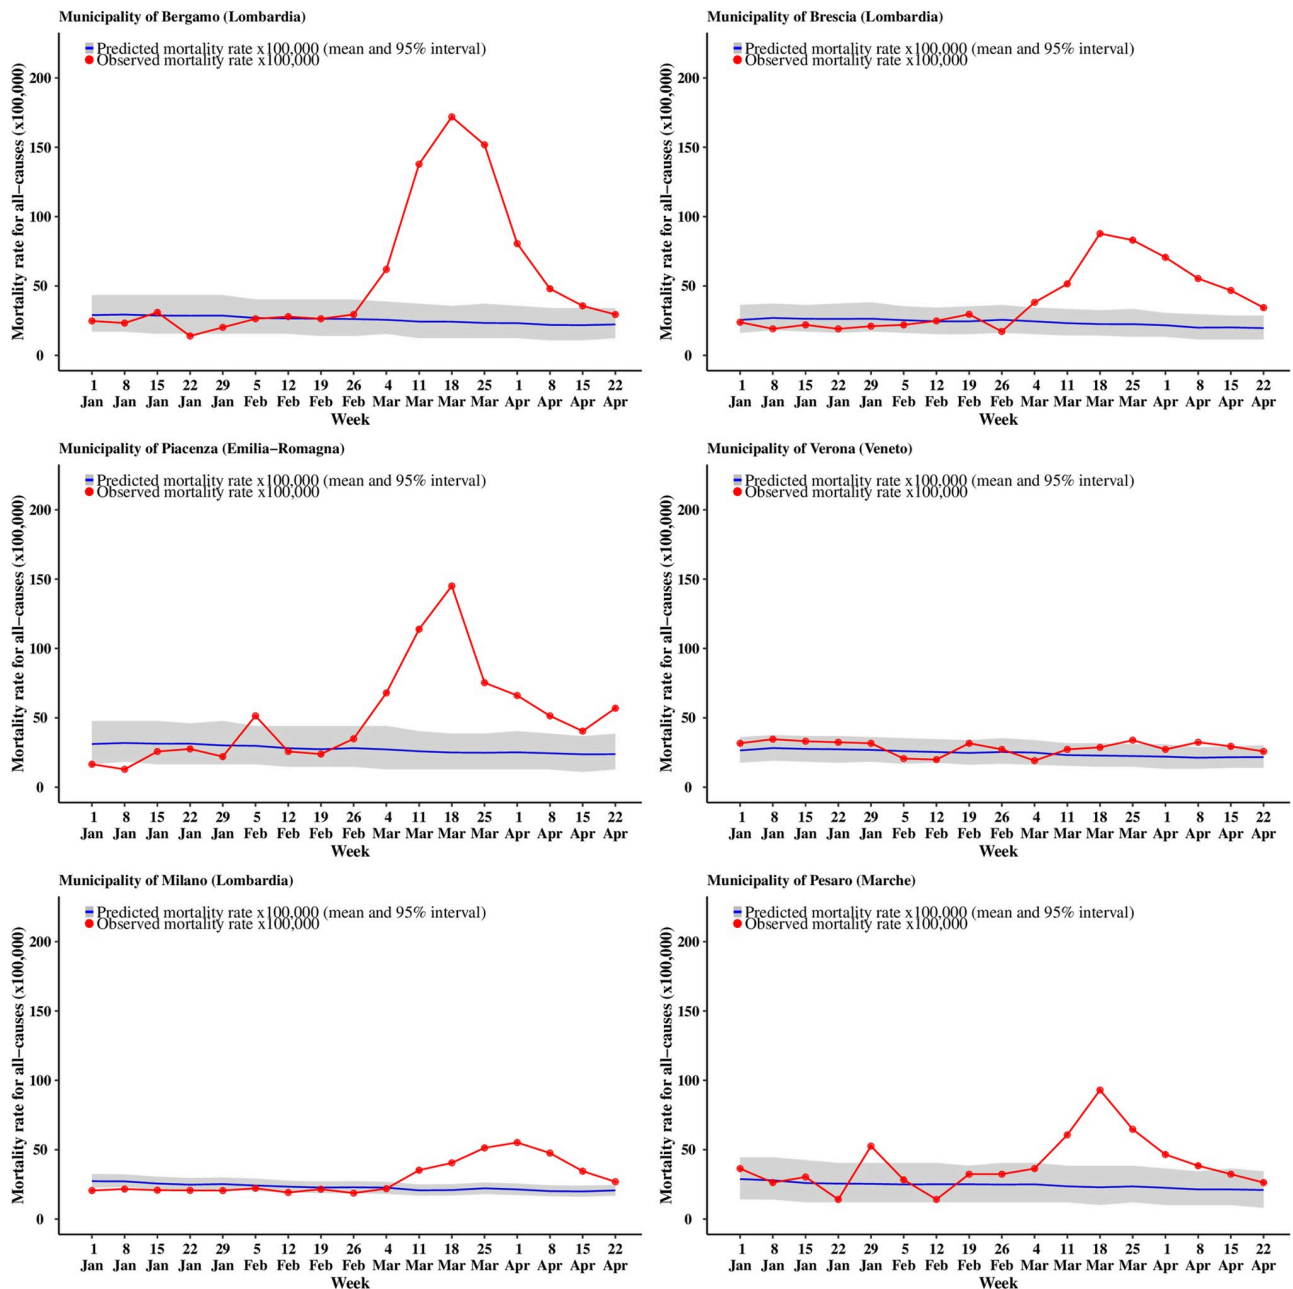 Municipality of Bergamo (Lombardia)
Predicted mortality rate x100,000 (mean and 95% interval)
Observed mortality rate x100,000
Mortality rate for all−causes (x100,000)
200
150
100
50
0
1 8 15 22 29 5 12 19 26 4 11 18 25 1 8 15 22
Jan Jan Jan Jan Jan Feb Feb Feb Feb Mar Mar Mar Mar Apr Apr Apr Apr
Week
Municipality of Brescia (Lombardia)
Predicted mortality rate x100,000 (mean and 95% interval)
Observed mortality rate x100,000
Mortality rate for all−causes (x100,000)
200
150
100
50
0
1 8 15 22 29 5 12 19 26 4 11 18 25 1 8 15 22
Jan Jan Jan Jan Jan Feb Feb Feb Feb Mar Mar Mar Mar Apr Apr Apr Apr
Week
Municipality of Piacenza (Emilia−Romagna)
Predicted mortality rate x100,000 (mean and 95% interval)
Observed mortality rate x100,000
Mortality rate for all−causes (x100,000)
200
150
100
50
0
1 8 15 22 29 5 12 19 26 4 11 18 25 1 8 15 22
Jan Jan Jan Jan Jan Feb Feb Feb Feb Mar Mar Mar Mar Apr Apr Apr Apr
Week
Municipality of Verona (Veneto)
Predicted mortality rate x100,000 (mean and 95% interval)
Observed mortality rate x100,000
Mortality rate for all−causes (x100,000)
200
150
100
50
0
1 8 15 22 29 5 12 19 26 4 11 18 25 1 8 15 22
Jan Jan Jan Jan Jan Feb Feb Feb Feb Mar Mar Mar Mar Apr Apr Apr Apr
Week
Municipality of Milano (Lombardia)
Predicted mortality rate x100,000 (mean and 95% interval)
Observed mortality rate x100,000
Mortality rate for all−causes (x100,000)
200
150
100
50
0
1 8 15 22 29 5 12 19 26 4 11 18 25 1 8 15 22
Jan Jan Jan Jan Jan Feb Feb Feb Feb Mar Mar Mar Mar Apr Apr Apr Apr
Week
Municipality of Pesaro (Marche)
Predicted mortality rate x100,000 (mean and 95% interval)
Observed mortality rate x100,000
Mortality rate for all−causes (x100,000)
200
150
100
50
0
1 8 15 22 29 5 12 19 26 4 11 18 25 1 8 15 22
Jan Jan Jan Jan Jan Feb Feb Feb Feb Mar Mar Mar Mar Apr Apr Apr Apr
Week